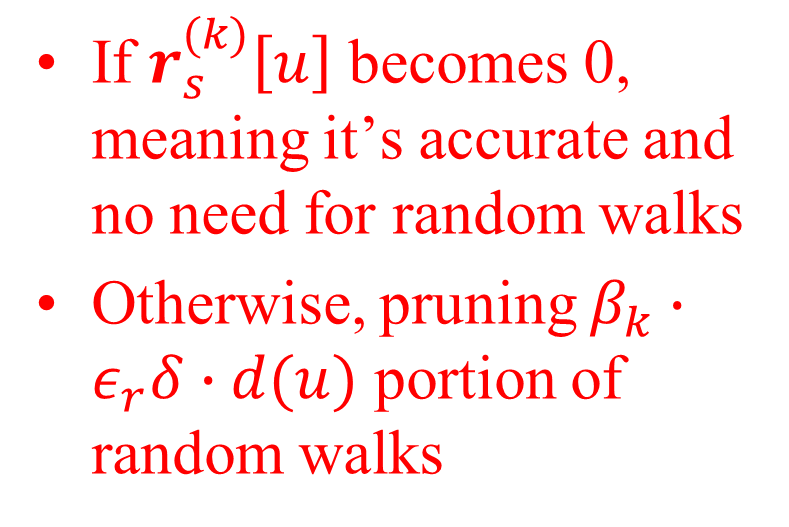 • If 𝒓ₛ⁽ᵏ⁾[𝑢] becomes 0,
meaning it’s accurate and
no need for random walks
• Otherwise, pruning 𝛽ₖ ·
𝜖ᵣ𝛿 · 𝑑(𝑢) portion of
random walks